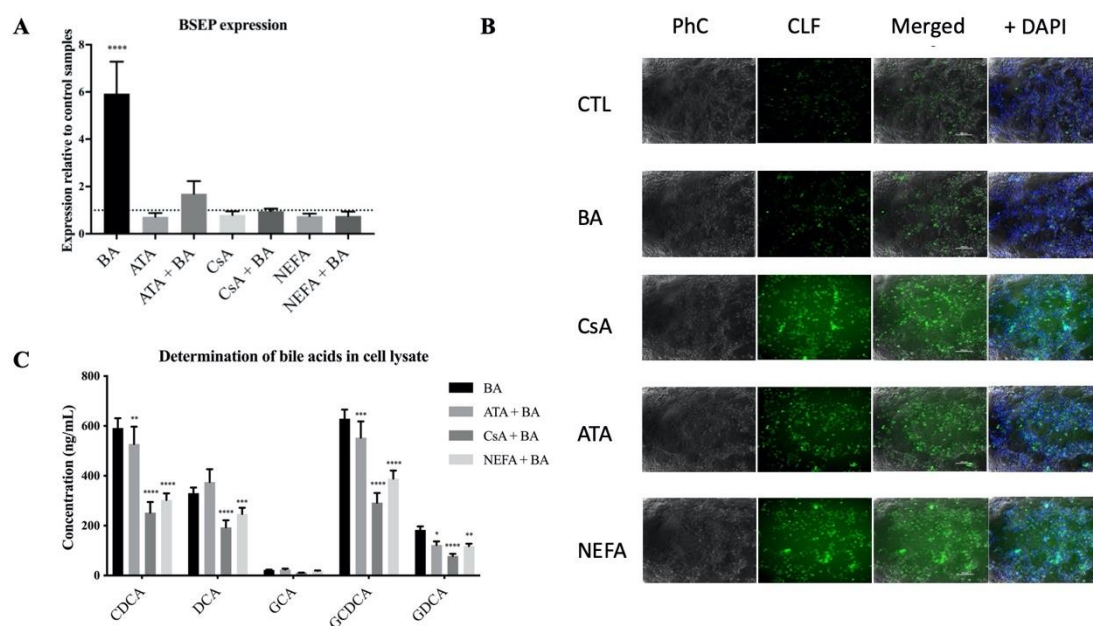 A
BSEP expression
****
8
6
4
2
0
Expression relative to control samples
BA
ATA
ATA + BA
CsA
CsA + BA
NEFA
NEFA + BA
B
PhC CLF Merged + DAPI
CTL
BA
CsA
ATA
NEFA
C
Determination of bile acids in cell lysate
800
600
400
200
0
Concentration (ng/mL)
BA
ATA + BA
CsA + BA
NEFA + BA
** **** ****
**** ***
*** **** ****
* **** **
CDCA
DCA
GCA
GCDCA
GDCA